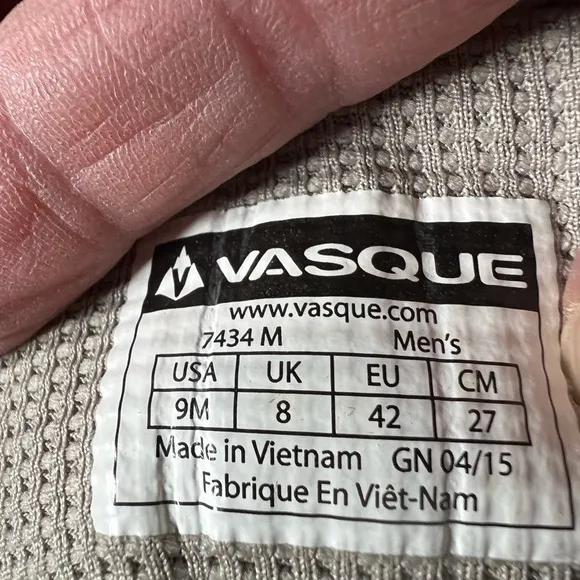 VASQUE
www.vasque.com
7434 M Men's
USA UK EU CM
9M 8 42 27
Made in Vietnam GN 04/15
Fabrique En Viêt-Nam